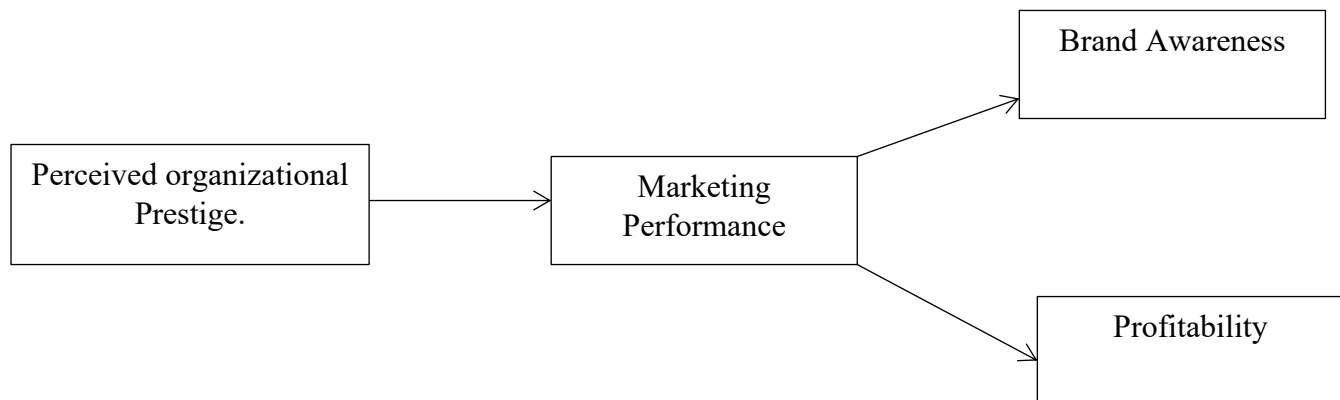 Brand Awareness
Perceived organizational
Prestige.
Marketing
Performance
Profitability